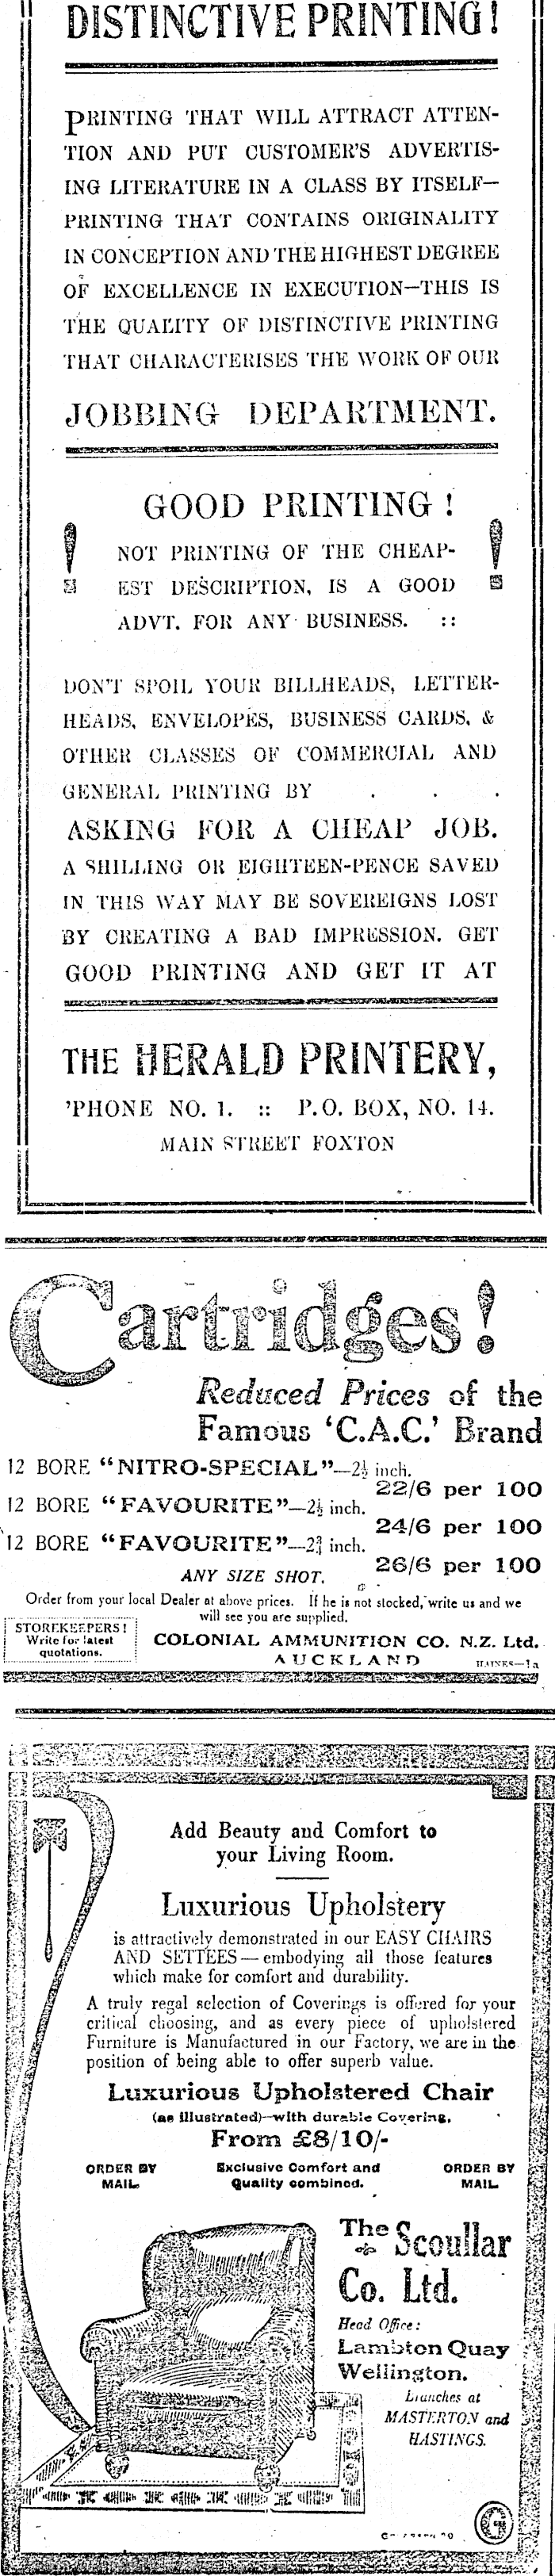 DISTINCTIVE PRINTING!
PRINTING THAT WILL ATTRACT ATTEN-
TION AND PUT CUSTOMER'S ADVERTIS-
ING LITERATURE IN A CLASS BY ITSELF—
PRINTING THAT CONTAINS ORIGINALITY
IN CONCEPTION AND THE HIGHEST DEGREE
OF EXCELLENCE IN EXECUTION—THIS IS
THE QUALITY OF DISTINCTIVE PRINTING
THAT CHARACTERISES THE WORK OF OUR
JOBBING DEPARTMENT.
GOOD PRINTING !
! NOT PRINTING OF THE CHEAP- !
EST DESCRIPTION, IS A GOOD
ADVT. FOR ANY BUSINESS. ::
DON'T SPOIL YOUR BILLHEADS, LETTER-
HEADS, ENVELOPES, BUSINESS CARDS, &
OTHER CLASSES OF COMMERCIAL AND
GENERAL PRINTING BY . . .
ASKING FOR A CHEAP JOB.
A SHILLING OR EIGHTEEN-PENCE SAVED
IN THIS WAY MAY BE SOVEREIGNS LOST
BY CREATING A BAD IMPRESSION. GET
GOOD PRINTING AND GET IT AT
THE HERALD PRINTERY,
'PHONE NO. 1. :: P.O. BOX, NO. 14.
MAIN STREET FOXTON
Cartridges!
Reduced Prices of the
Famous 'C.A.C.' Brand
12 BORE "NITRO-SPECIAL"—2½ inch.
22/6 per 100
12 BORE "FAVOURITE"—2½ inch.
24/6 per 100
12 BORE "FAVOURITE"—2¾ inch.
26/6 per 100
ANY SIZE SHOT.
Order from your local Dealer at above prices. If he is not stocked, write us and we
will see you are supplied.
STOREKEEPERS!
Write for latest
quotations.
COLONIAL AMMUNITION CO. N.Z. Ltd.
AUCKLAND
HAINES—1a
Add Beauty and Comfort to
your Living Room.
Luxurious Upholstery
is attractively demonstrated in our EASY CHAIRS
AND SETTEES — embodying all those features
which make for comfort and durability.
A truly regal selection of Coverings is offered for your
critical choosing, and as every piece of upholstered
Furniture is Manufactured in our Factory, we are in the
position of being able to offer superb value.
Luxurious Upholstered Chair
(as illustrated)—with durable Covering,
From £8/10/-
ORDER BY
MAIL.
Exclusive Comfort and
Quality combined.
ORDER BY
MAIL.
The Scoullar
Co. Ltd.
Head Office:
Lambton Quay
Wellington.
Branches at
MASTERTON and
HASTINGS.
G